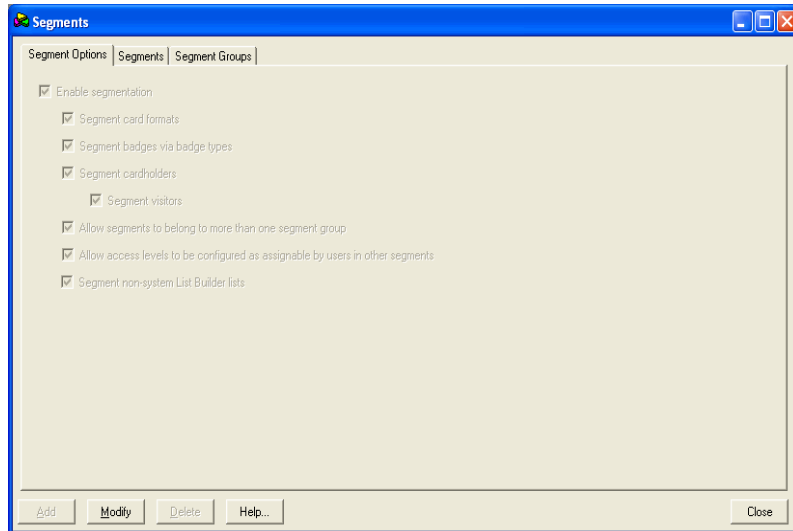 Segments
Segment Options Segments Segment Groups
Enable segmentation
Segment card formats
Segment badges via badge types
Segment cardholders
Segment visitors
Allow segments to belong to more than one segment group
Allow access levels to be configured as assignable by users in other segments
Segment non-system List Builder lists
Add Modify Delete Help... Close